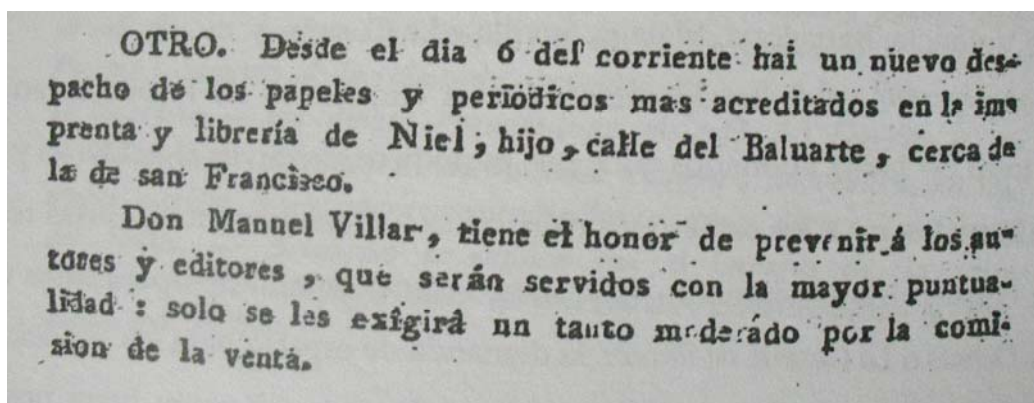 OTRO. Desde el dia 6 del corriente hai un nuevo des-
pacho de los papeles y periódicos mas acreditados en la im-
prenta y librería de Niel, hijo, calle del Baluarte, cerca de
la de san Francisco.
Don Manuel Villar, tiene el honor de prevenir á los au-
tores y editores, que serán servidos con la mayor puntua-
lidad: solo se les exîgirá un tanto moderado por la comi-
sion de la venta.